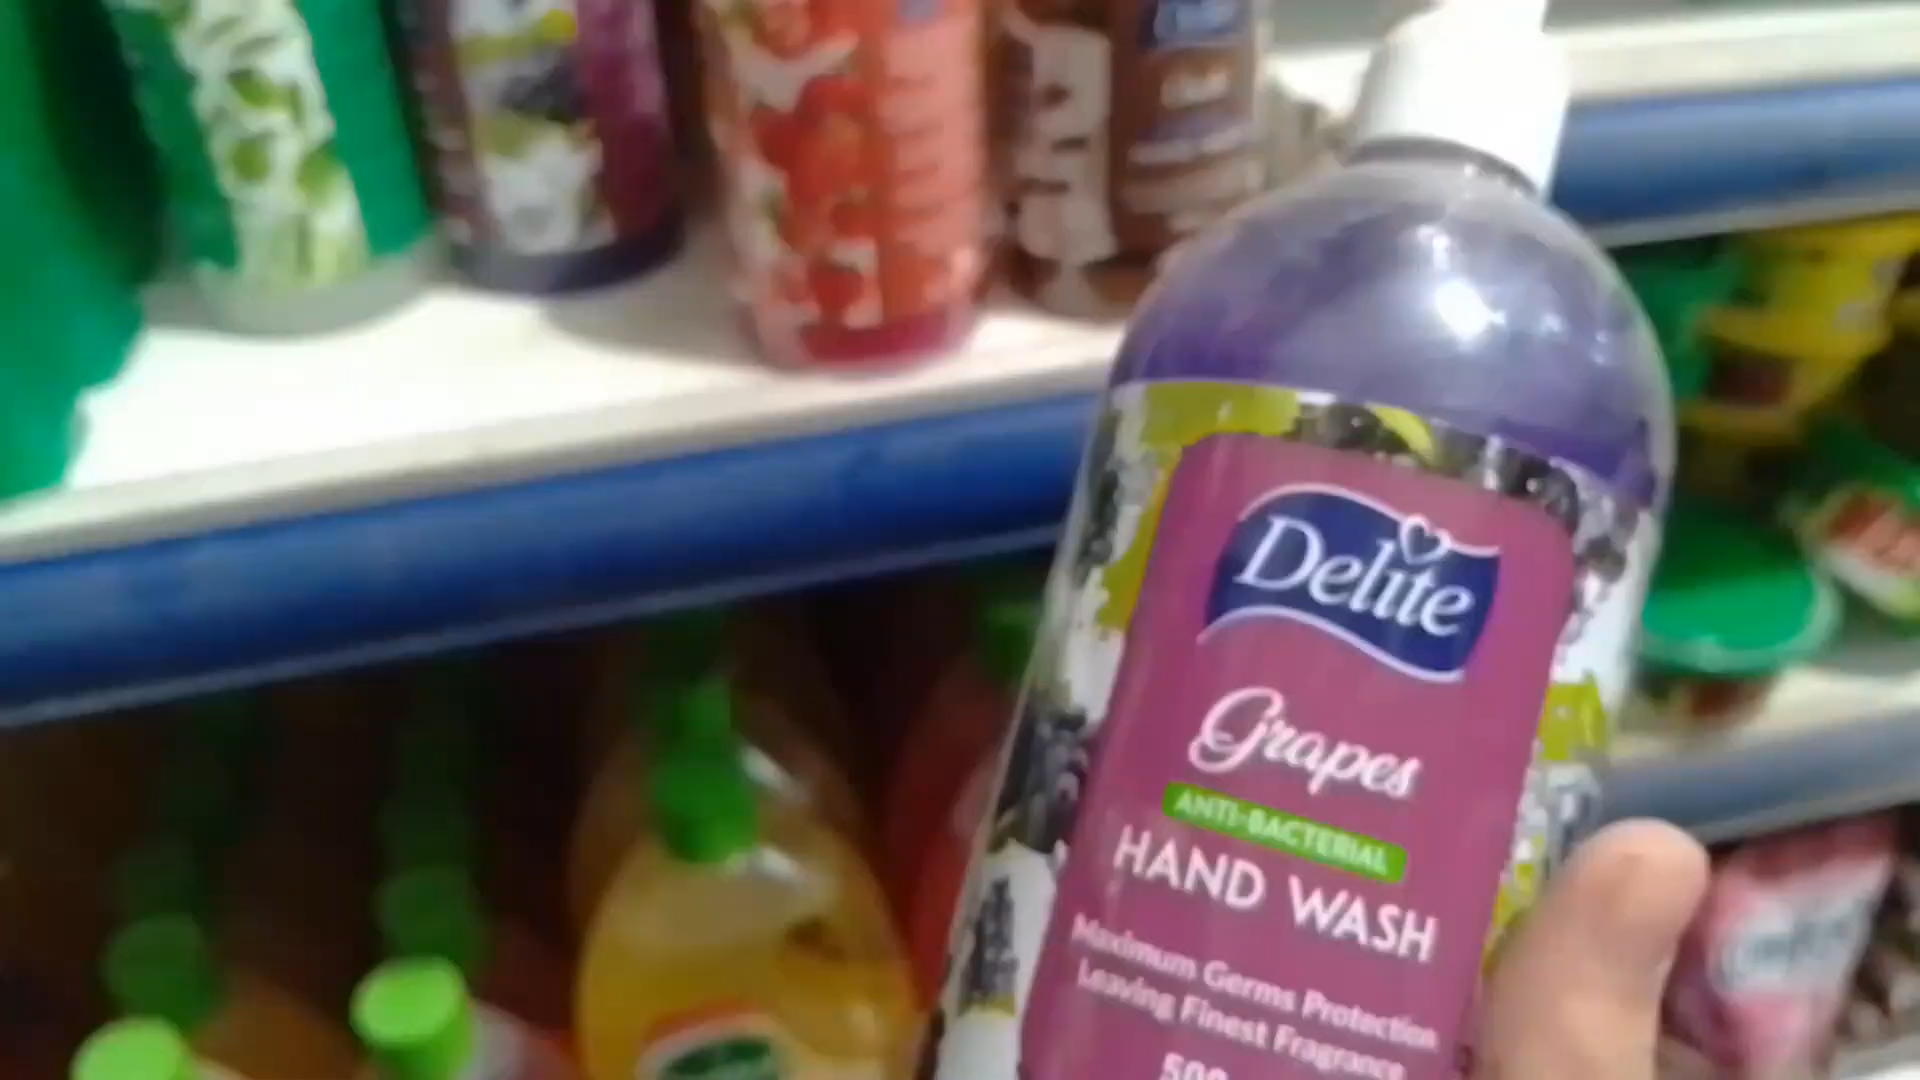 Delite
Grapes
ANTI-BACTERIAL
HAND WASH
Maximum Germs Protection
Leaving Finest Fragrance